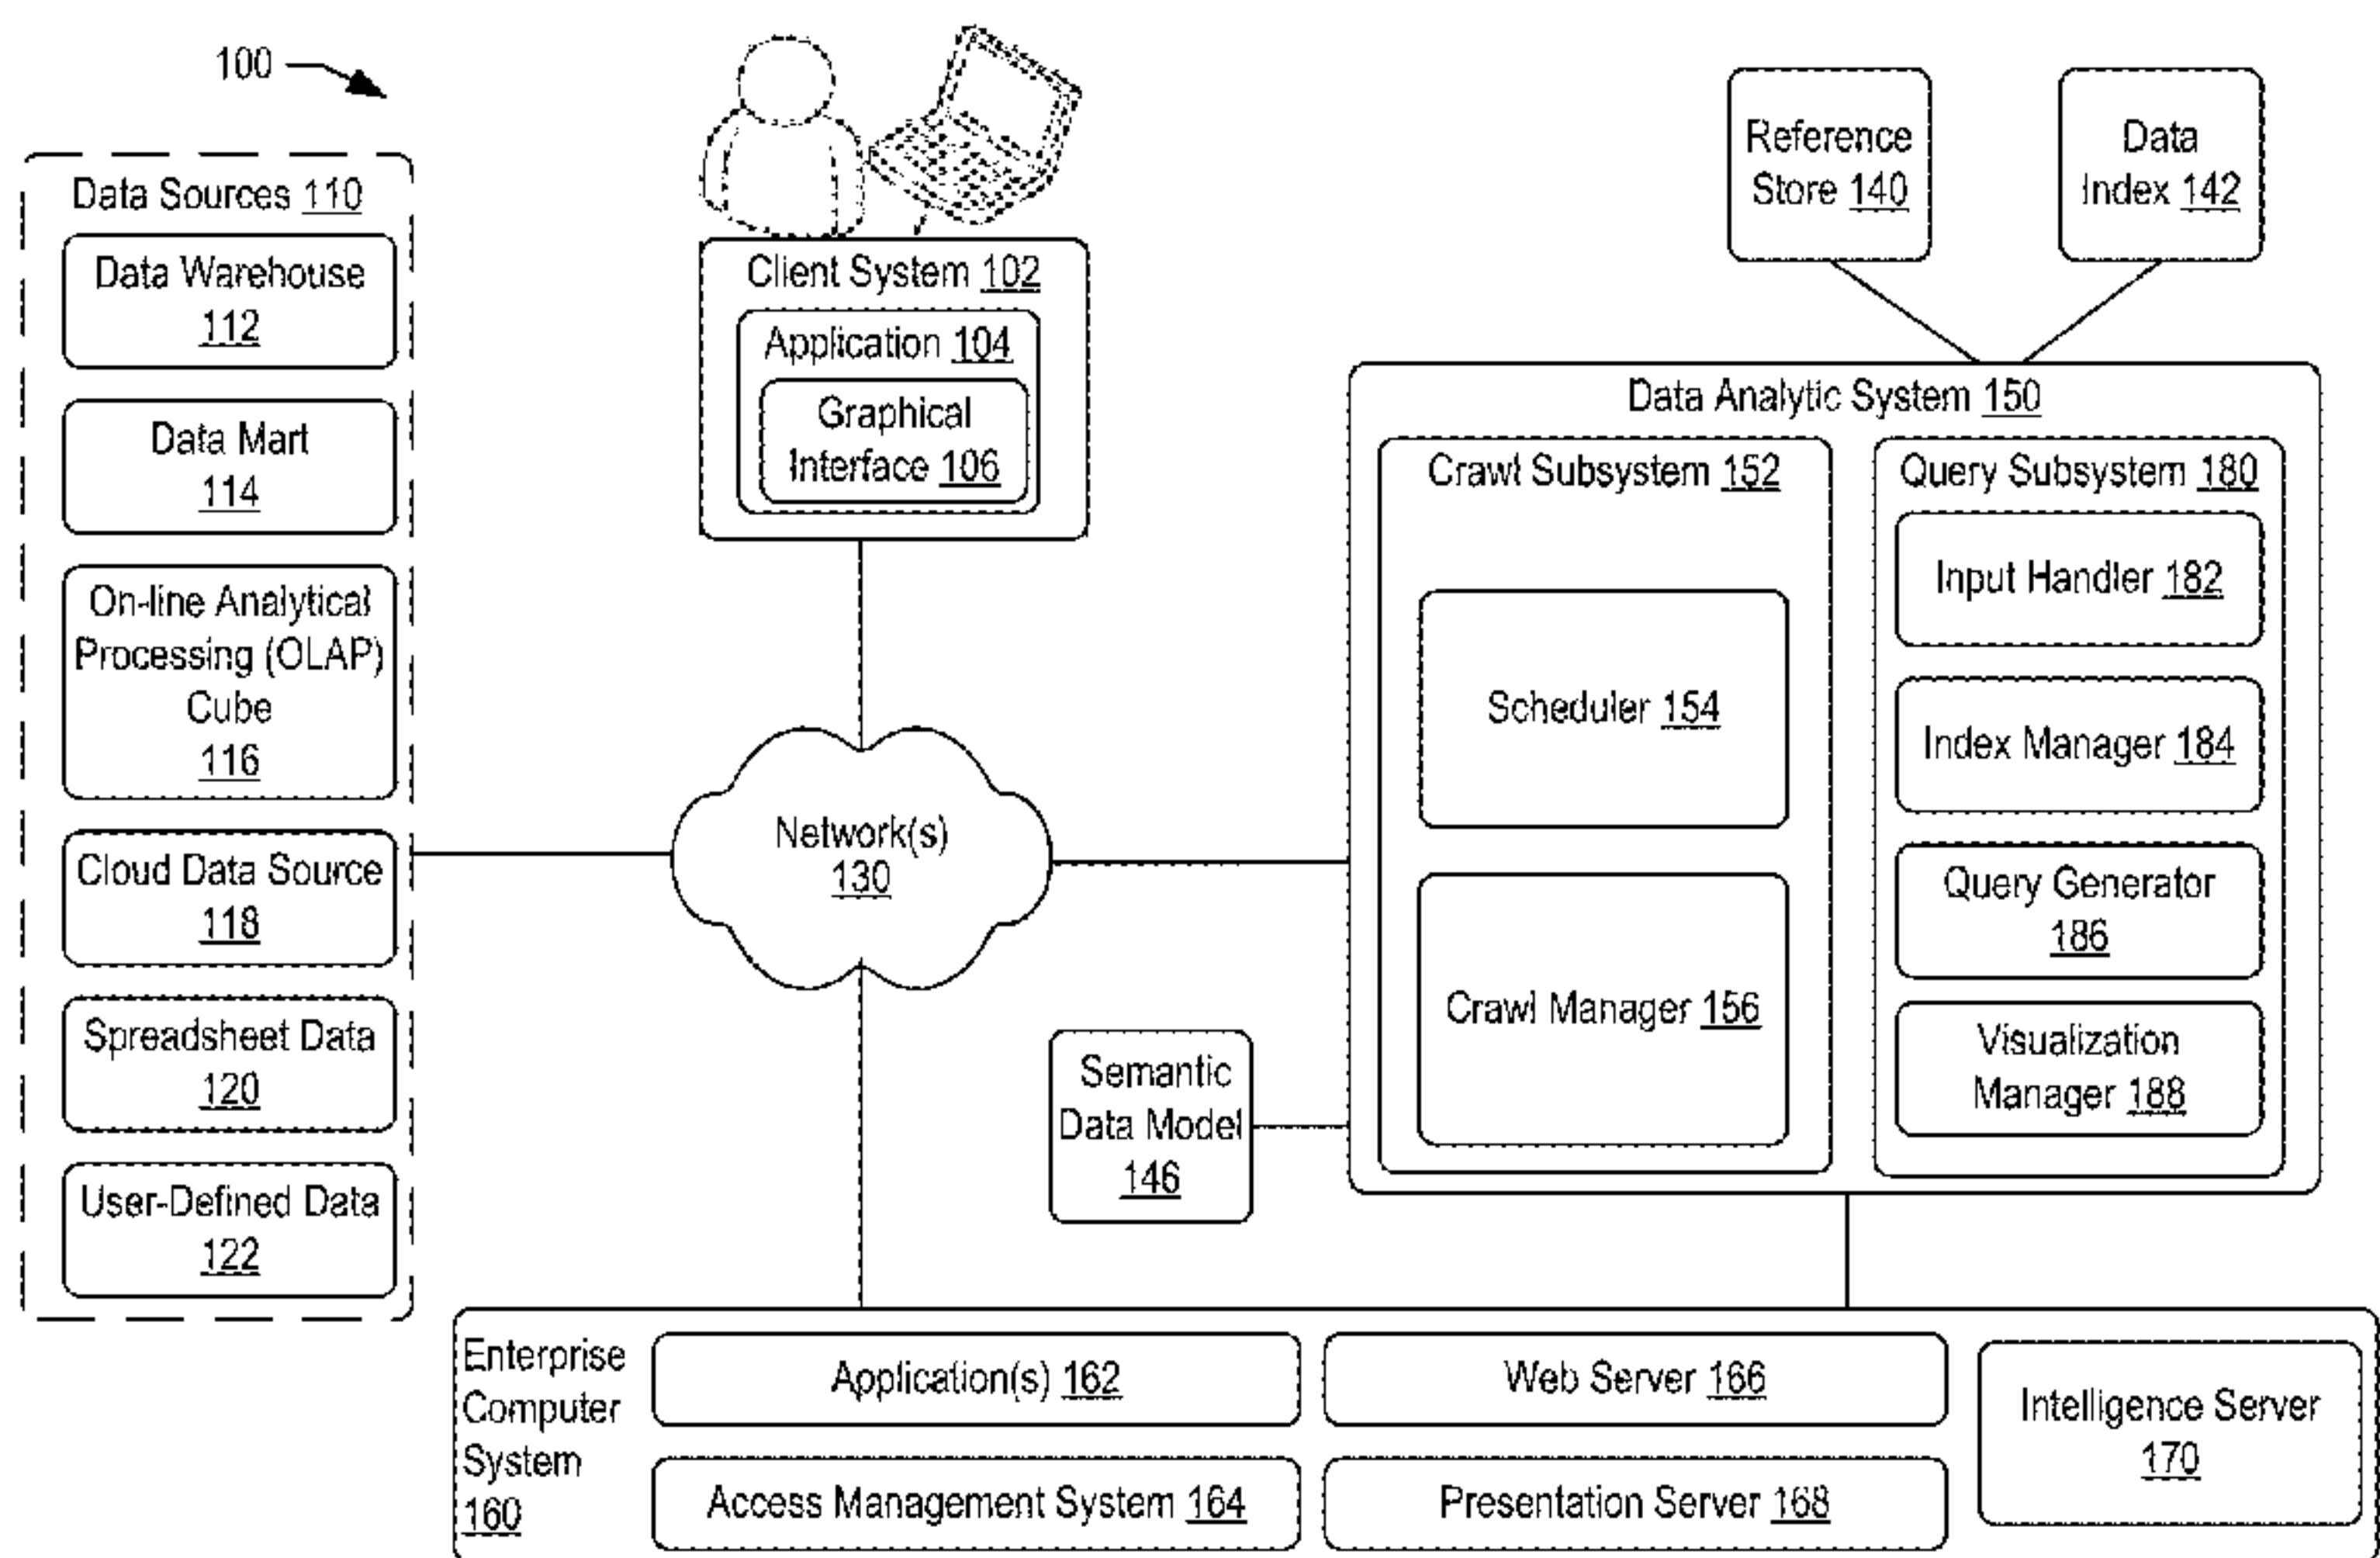 100
Data Sources 110
Data Warehouse
112
Data Mart
114
On-line Analytical
Processing (OLAP)
Cube
116
Cloud Data Source
118
Spreadsheet Data
120
User-Defined Data
122
Client System 102
Application 104
Graphical
Interface 106
Network(s)
130
Reference
Store 140
Data
Index 142
Data Analytic System 150
Crawl Subsystem 152
Scheduler 154
Crawl Manager 156
Query Subsystem 180
Input Handler 182
Index Manager 184
Query Generator
186
Visualization
Manager 188
Semantic
Data Model
146
Enterprise
Computer
System
160
Application(s) 162
Access Management System 164
Web Server 166
Presentation Server 168
Intelligence Server
170